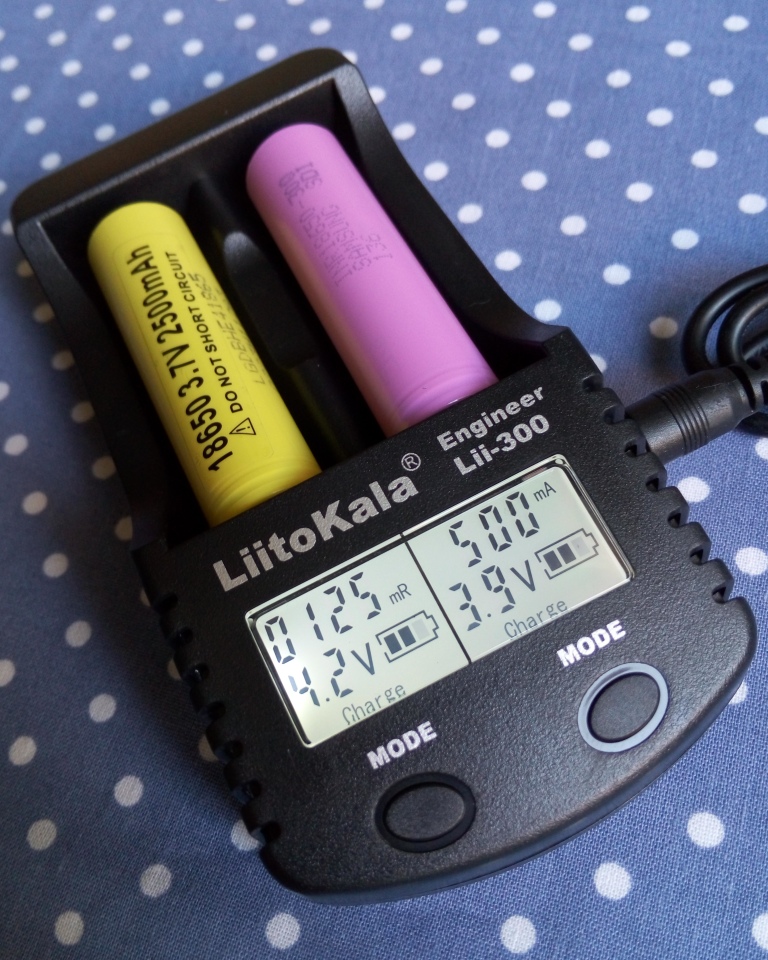 18650 3.7V 2500mAh
DO NOT SHORT CIRCUIT
Engineer
Lii-300
LiitoKala®
0125 mR
4.2V
Charge
500 mA
3.9V
Charge
MODE
MODE